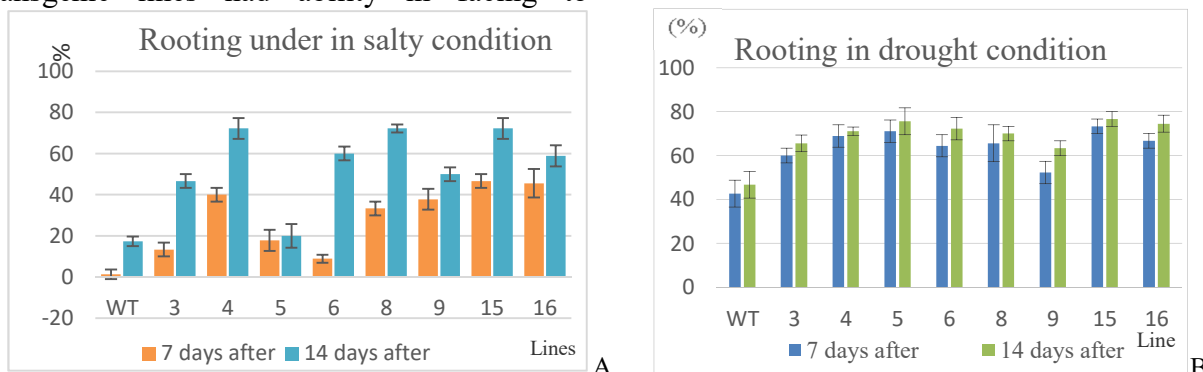 Rooting under in salty condition
%
100
80
60
40
20
0
-20
WT 3 4 5 6 8 9 15 16
7 days after 14 days after Lines
A
(%)
Rooting in drought condition
100
80
60
40
20
0
WT 3 4 5 6 8 9 15 16
7 days after 14 days after Line
B